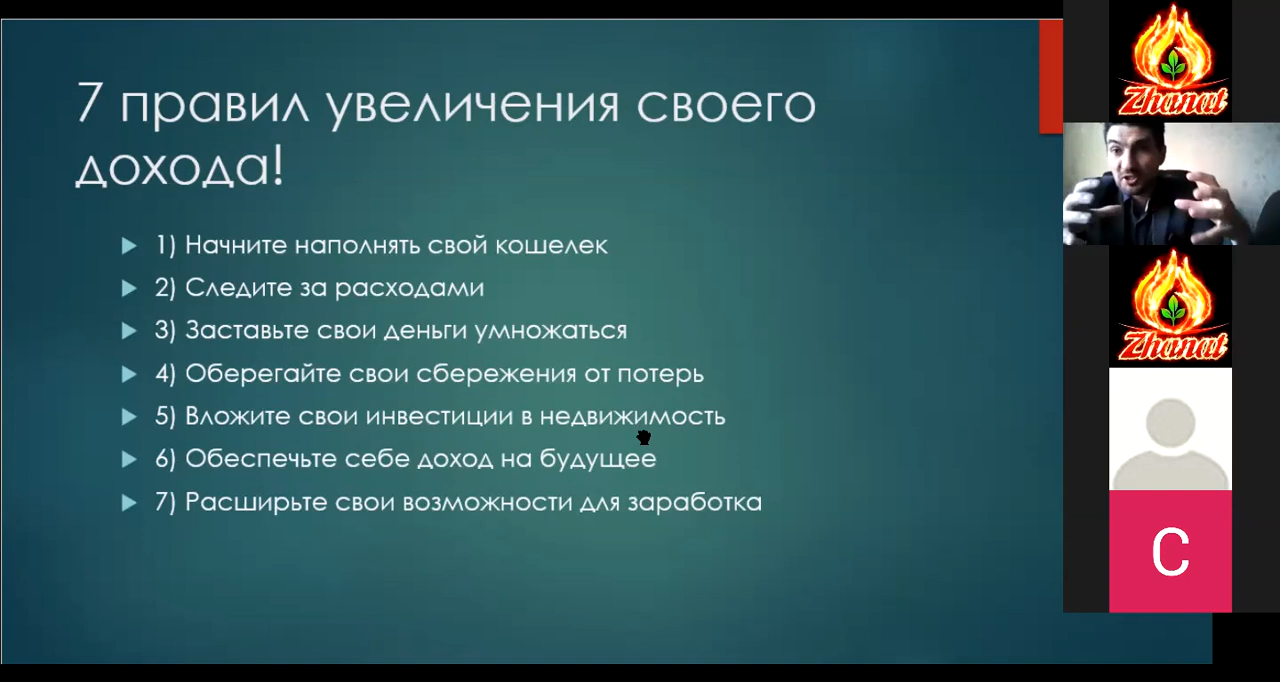 7 правил увеличения своего
дохода!
1) Начните наполнять свой кошелек
2) Следите за расходами
3) Заставьте свои деньги умножаться
4) Оберегайте свои сбережения от потерь
5) Вложите свои инвестиции в недвижимость
6) Обеспечьте себе доход на будущее
7) Расширьте свои возможности для заработка
Zhanat
Zhanat
C